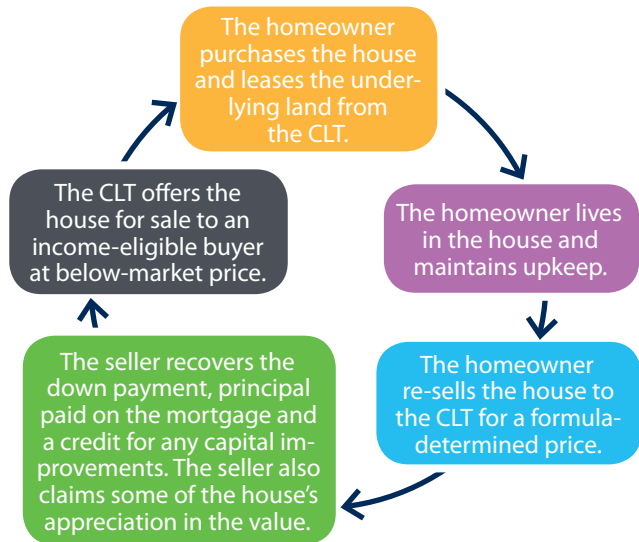 The homeowner
purchases the house
and leases the under-
lying land from
the CLT.
The homeowner lives
in the house and
maintains upkeep.
The homeowner
re-sells the house to
the CLT for a formula-
determined price.
The seller recovers the
down payment, principal
paid on the mortgage and
a credit for any capital im-
provements. The seller also
claims some of the house’s
appreciation in the value.
The CLT offers the
house for sale to an
income-eligible buyer
at below-market price.